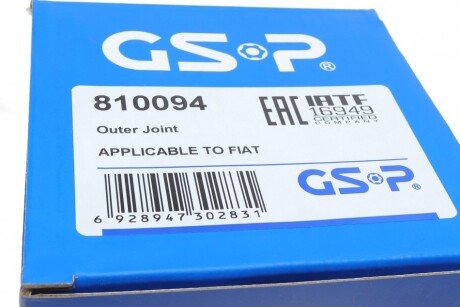 GSP®
810094
Outer Joint
APPLICABLE TO FIAT
EAC IATF
16949
CERTIFIED
COMPANY
GSP®
6 928947 302831